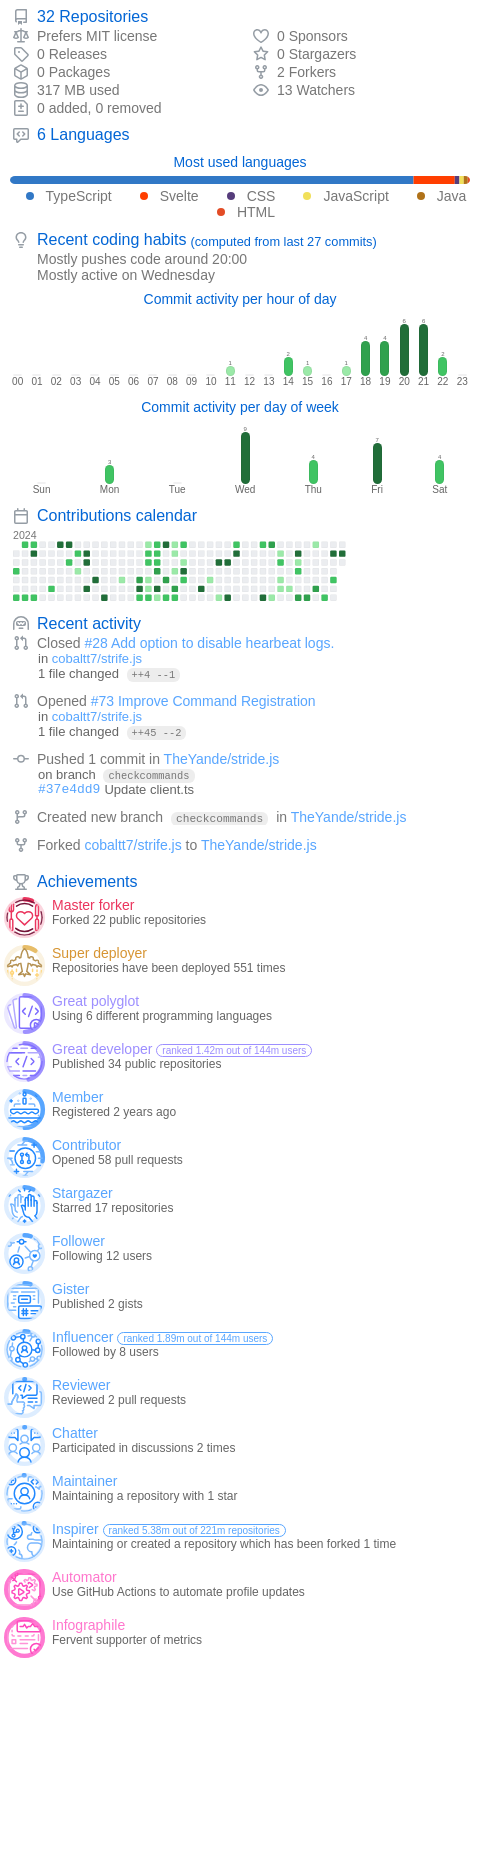 32 Repositories
Prefers MIT license
0 Sponsors
0 Releases
0 Stargazers
0 Packages
2 Forkers
317 MB used
13 Watchers
0 added, 0 removed
6 Languages
Most used languages
TypeScript Svelte CSS JavaScript Java
HTML
Recent coding habits (computed from last 27 commits)
Mostly pushes code around 20:00
Mostly active on Wednesday
Commit activity per hour of day
1 2 1 1 4 4 6 6 2
00 01 02 03 04 05 06 07 08 09 10 11 12 13 14 15 16 17 18 19 20 21 22 23
Commit activity per day of week
3 9 4 7 4
Sun Mon Tue Wed Thu Fri Sat
Contributions calendar
2024
Recent activity
Closed #28 Add option to disable hearbeat logs.
in cobaltt7/strife.js
1 file changed ++4 --1
Opened #73 Improve Command Registration
in cobaltt7/strife.js
1 file changed ++45 --2
Pushed 1 commit in TheYande/stride.js
on branch checkcommands
#37e4dd9 Update client.ts
Created new branch checkcommands in TheYande/stride.js
Forked cobaltt7/strife.js to TheYande/stride.js
Achievements
Master forker
Forked 22 public repositories
Super deployer
Repositories have been deployed 551 times
Great polyglot
Using 6 different programming languages
Great developer ranked 1.42m out of 144m users
Published 34 public repositories
Member
Registered 2 years ago
Contributor
Opened 58 pull requests
Stargazer
Starred 17 repositories
Follower
Following 12 users
Gister
Published 2 gists
Influencer ranked 1.89m out of 144m users
Followed by 8 users
Reviewer
Reviewed 2 pull requests
Chatter
Participated in discussions 2 times
Maintainer
Maintaining a repository with 1 star
Inspirer ranked 5.38m out of 221m repositories
Maintaining or created a repository which has been forked 1 time
Automator
Use GitHub Actions to automate profile updates
Infographile
Fervent supporter of metrics